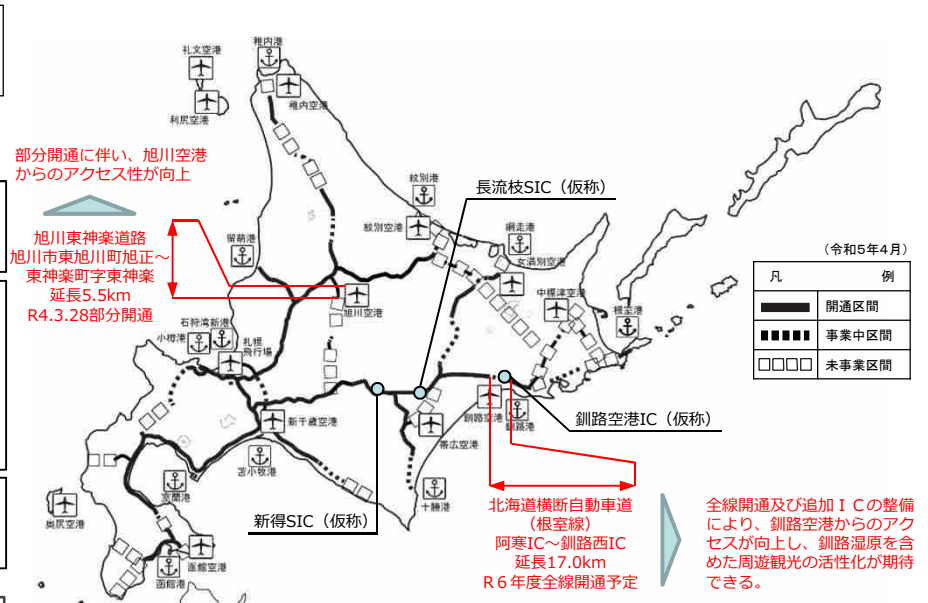 稚内港
礼文空港
稚内空港
利尻空港
部分開通に伴い、旭川空港
からのアクセス性が向上
旭川東神楽道路
旭川市東旭川町旭正～
東神楽町字東神楽
延長5.5km
R4.3.28部分開通
紋別港
長流枝SIC（仮称）
紋別空港
網走港
女満別空港
留萌港
中標津空港
根室港
旭川空港
石狩湾新港
小樽港
札幌
飛行場
（令和5年4月）
凡　例
開通区間
事業中区間
未事業区間
新千歳空港
釧路空港
釧路港
釧路空港IC（仮称）
帯広空港
苫小牧港
室蘭港
十勝港
新得SIC（仮称）
奥尻空港
函館空港
函館港
北海道横断自動車道
（根室線）
阿寒IC～釧路西IC
延長17.0km
R６年度全線開通予定
全線開通及び追加ＩＣの整備
により、釧路空港からのアク
セスが向上し、釧路湿原を含
めた周遊観光の活性化が期待
できる。